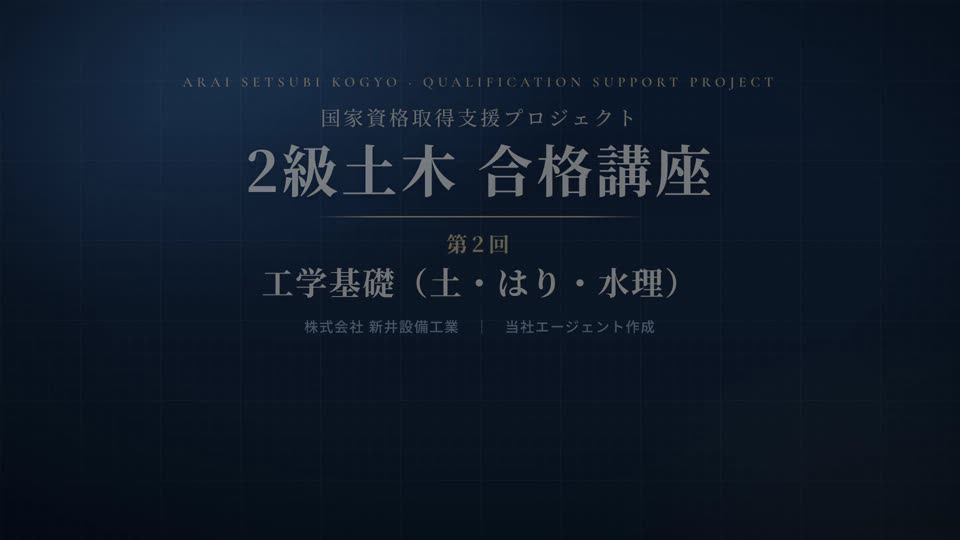 ARAI SETSUBI KOGYO · QUALIFICATION SUPPORT PROJECT
国家資格取得支援プロジェクト
2級土木 合格講座
第2回
工学基礎（土・はり・水理）
株式会社 新井設備工業 ｜ 当社エージェント作成